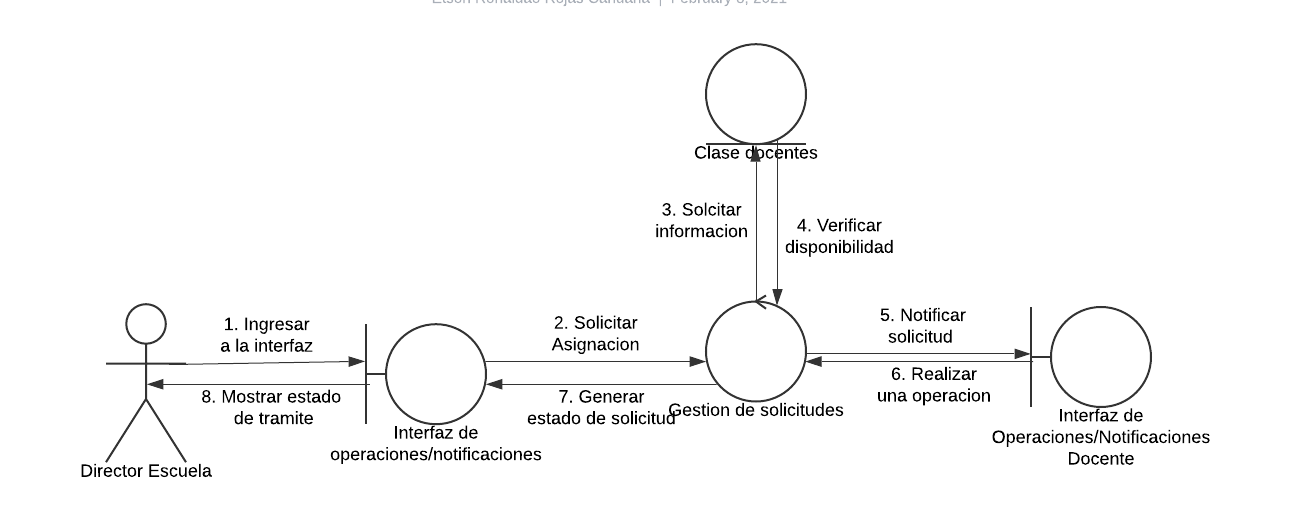 Clase docentes
3. Solcitar
informacion
4. Verificar
disponibilidad
1. Ingresar
a la interfaz
2. Solicitar
Asignacion
5. Notificar
solicitud
6. Realizar
una operacion
8. Mostrar estado
de tramite
7. Generar
estado de solicitud
Gestion de solicitudes
Interfaz de
operaciones/notificaciones
Interfaz de
Operaciones/Notificaciones
Docente
Director Escuela